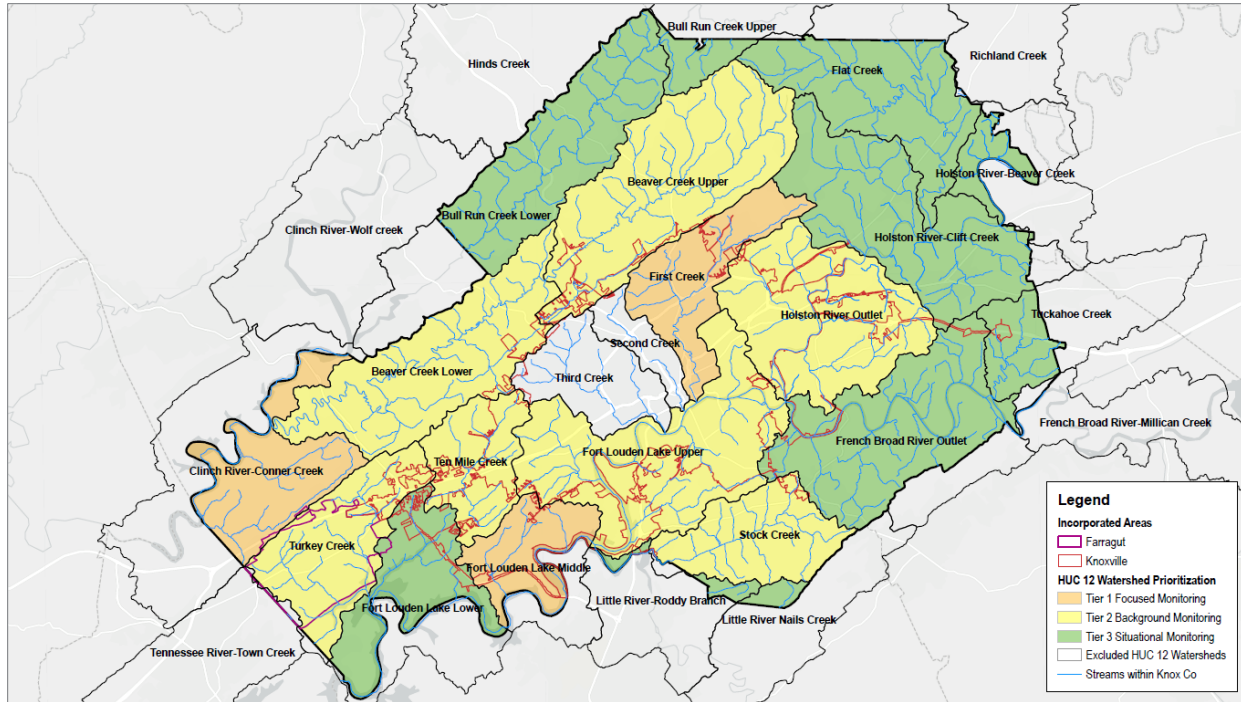 Bull Run Creek Upper
Hinds Creek
Richland Creek
Flat Creek
Beaver Creek Upper
Holston River-Beaver Creek
Bull Run Creek Lower
Clinch River-Wolf creek
Holston River-Clift Creek
First Creek
Tuckahoe Creek
Holston River Outlet
Second Creek
Beaver Creek Lower
Third Creek
French Broad River-Millican Creek
French Broad River Outlet
Fort Louden Lake Upper
Ten Mile Creek
Clinch River-Conner Creek
Stock Creek
Turkey Creek
Fort Louden Lake Middle
Little River-Roddy Branch
Fort Louden Lake Lower
Little River Nails Creek
Tennessee River-Town Creek
Legend
Incorporated Areas
Farragut
Knoxville
HUC 12 Watershed Prioritization
Tier 1 Focused Monitoring
Tier 2 Background Monitoring
Tier 3 Situational Monitoring
Excluded HUC 12 Watersheds
Streams within Knox Co